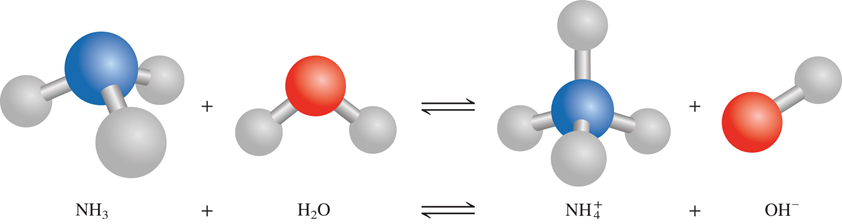 + ⇌ +
NH₃ + H₂O ⇌ NH₄⁺ + OH⁻